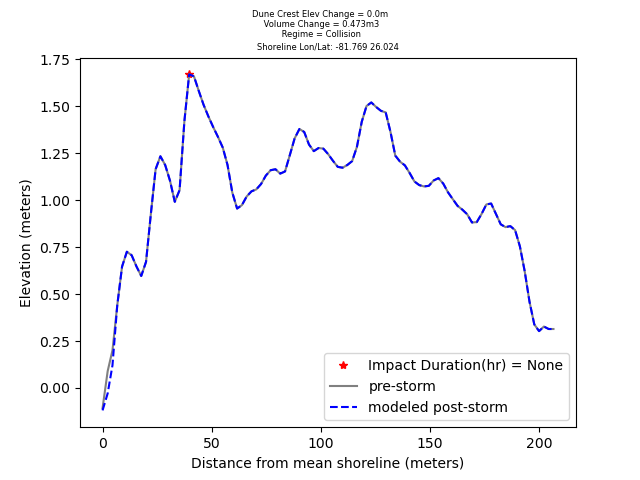 Dune Crest Elev Change = 0.0m
Volume Change = 0.473m3
Regime = Collision
Shoreline Lon/Lat: -81.769 26.024
1.75
1.50
1.25
1.00
0.75
0.50
0.25
0.00
Elevation (meters)
Impact Duration(hr) = None
pre-storm
modeled post-storm
0 50 100 150 200
Distance from mean shoreline (meters)